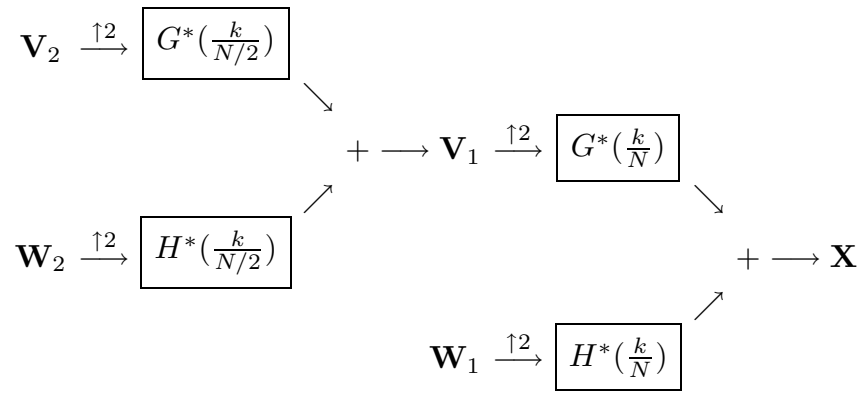 V₂ —↑2→ G*(k/(N/2)) ↘
+ ⟶ V₁ —↑2→ G*(k/N) ↘
W₂ —↑2→ H*(k/(N/2)) ↗
+ ⟶ X
W₁ —↑2→ H*(k/N) ↗